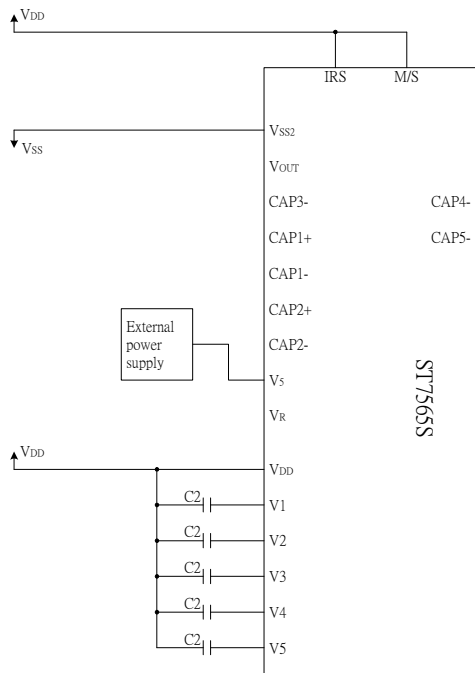 VDD
IRS M/S
VSS2
VSS
VOUT
CAP3- CAP4-
CAP1+ CAP5-
CAP1-
CAP2+
External
power
supply
CAP2-
V5
VR
ST7565S
VDD
VDD
C2 V1
C2 V2
C2 V3
C2 V4
C2 V5